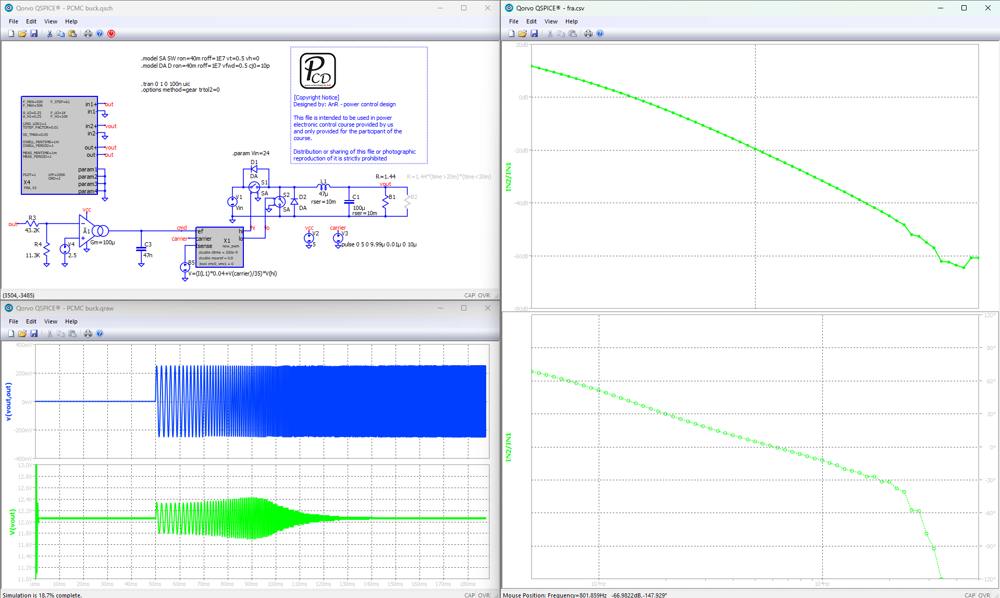 Qorvo QSPICE® - PCMC buck.qsch
File Edit View Help
.model SA SW ron=40m roff=1E7 vt=0.5 vh=0
.model DA D ron=40m roff=1E7 vfwd=0.5 cj0=10p
.tran 0 1 0 100n uic
.options method=gear trtol2=0
PCD
power control design by AnR
[Copyright Notice]
Designed by: AnR - power control design
This file is intended to be used in power
electronic control course provided by us
and only provided for the participant of the
course.
Distribution or sharing of this file or photographic
reproduction of it is strictly prohibited
F_MIN=500 F_STEP=61
F_MAX=50K
A_LO=0.25 F_LO=1K
A_HI=0.25 F_HI=10K
LIN0_LOG1=1
TSTEP_FACTOR=0.01
SS_TMAX=0.05
DWELL_MINTIME=1m
DWELL_PERIOD=1
MEAS_MINTIME=1m
MEAS_PERIOD=1
PLOT=1 LPF=200K
ORD=2
X4
FRA_V3
in1+ out
in1-
in2+ vout
in2-
out+ vout
out- out
param1
param2
param3
param4
.param Vin=24
D1
DA
S1
SA
V1
Vin
S2
SA
D2
DA
L1
47µ
rser=10m
C1
100µ
rser=10m
R=1.44
vout
B1
R=1.44*(time>20m)*(time<30m)
B2
out
R3
43.2K
R4
11.3K
V4
2.5
vcc
Ã1
Gm=100µ
C3
47n
cmd
carrier
ref
carrier
Isense
hi
lo
X1
new_pwm
double dtime = 200e-9
double maxref = 0.8
bool cmc0_vmc1 = 0
hi
lo
B5
V=(I(L1)*0.04+V(carrier)/35)*V(hi)
vcc
V2
5
carrier
V3
pulse 0 5 0 9.99µ 0.01µ 0 10µ
(3504,-3485)
CAP OVR
Qorvo QSPICE® - PCMC buck.qraw
File Edit View Help
400mV
200mV
0mV
-200mV
-400mV
v(vout,out)
13.0V
12.8V
12.6V
12.4V
12.2V
12.0V
11.8V
11.6V
11.4V
11.2V
11.0V
V(vout)
0ms 10ms 20ms 30ms 40ms 50ms 60ms 70ms 80ms 90ms 100ms 110ms 120ms 130ms 140ms 150ms 160ms 170ms 180ms
Simulation is 18.7% complete.
CAP OVR
Qorvo QSPICE® - fra.csv
File Edit View Help
20dB
0dB
-20dB
-40dB
-60dB
-80dB
IN2/IN1
120°
90°
60°
30°
0°
-30°
-60°
-90°
-120°
IN2/IN1
10³Hz 10⁴Hz
Mouse Position: Frequency=801.859Hz -66.9822dB,-147.929°
CAP OVR